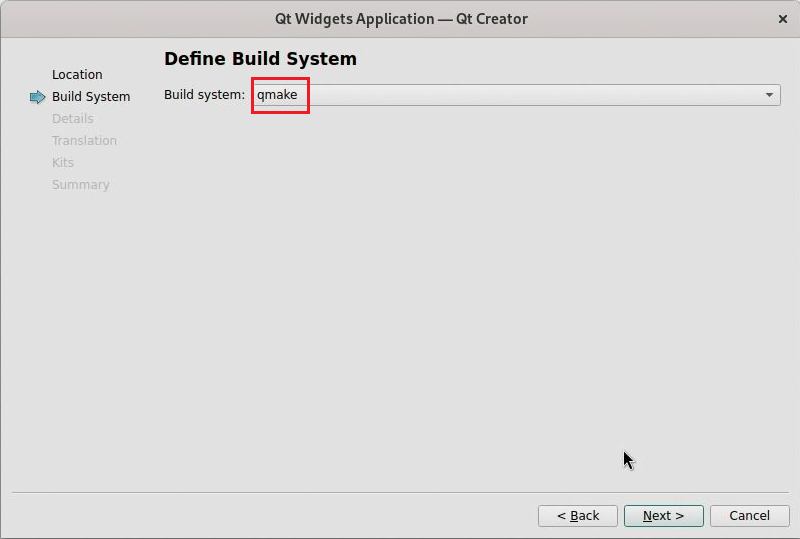 Qt Widgets Application — Qt Creator
Define Build System
Location
Build System
Details
Translation
Kits
Summary
Build system: qmake
< Back
Next >
Cancel